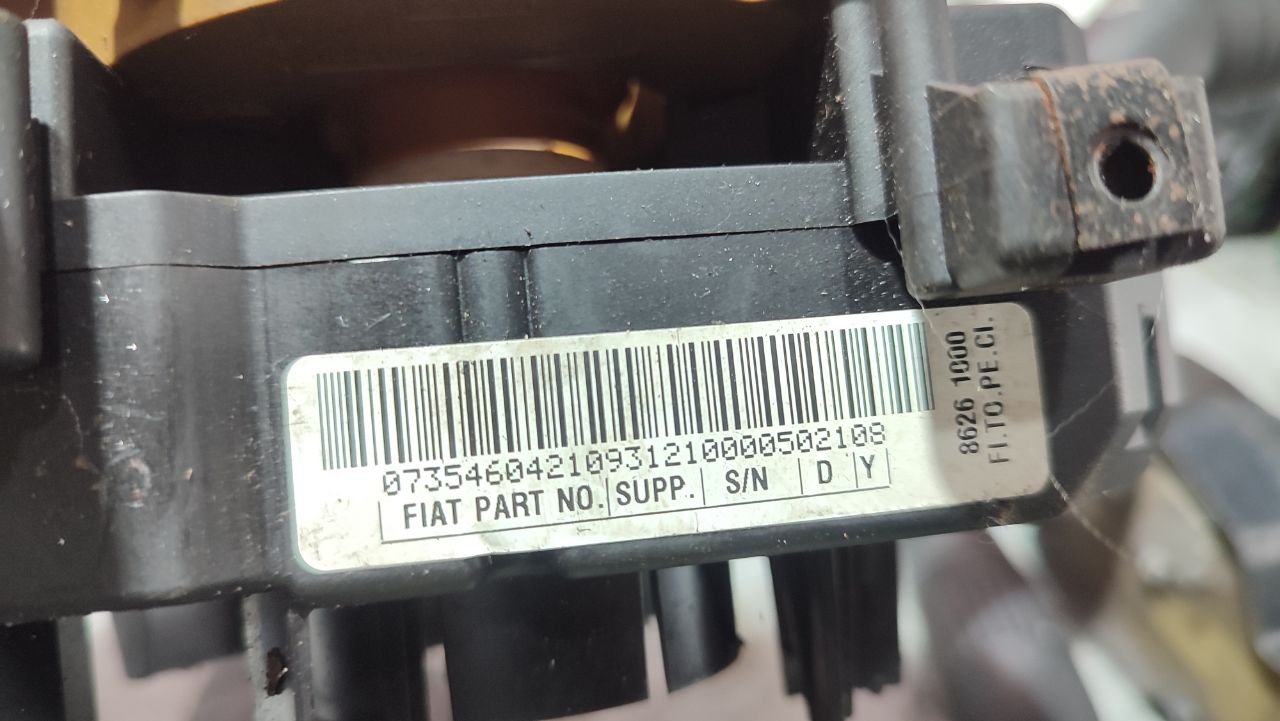 07354604210931210000502108
FIAT PART NO. SUPP. S/N D Y
8626 1000
FI.TO.PE.CI.